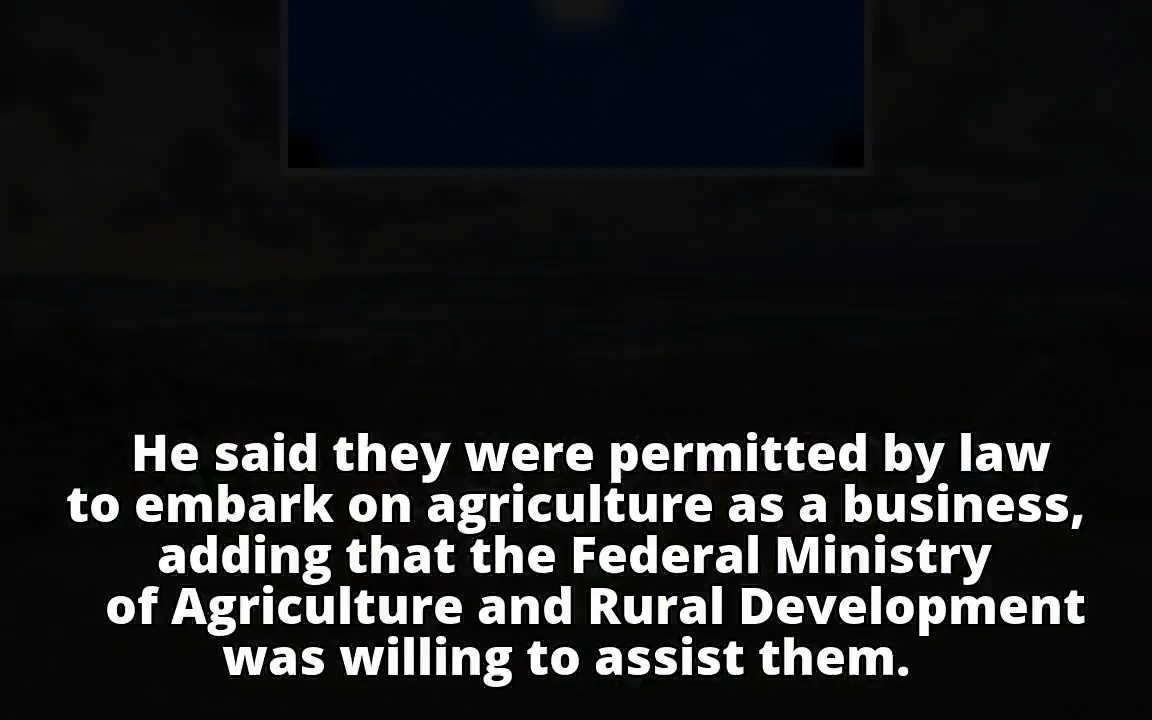 He said they were permitted by law
to embark on agriculture as a business,
adding that the Federal Ministry
of Agriculture and Rural Development
was willing to assist them.